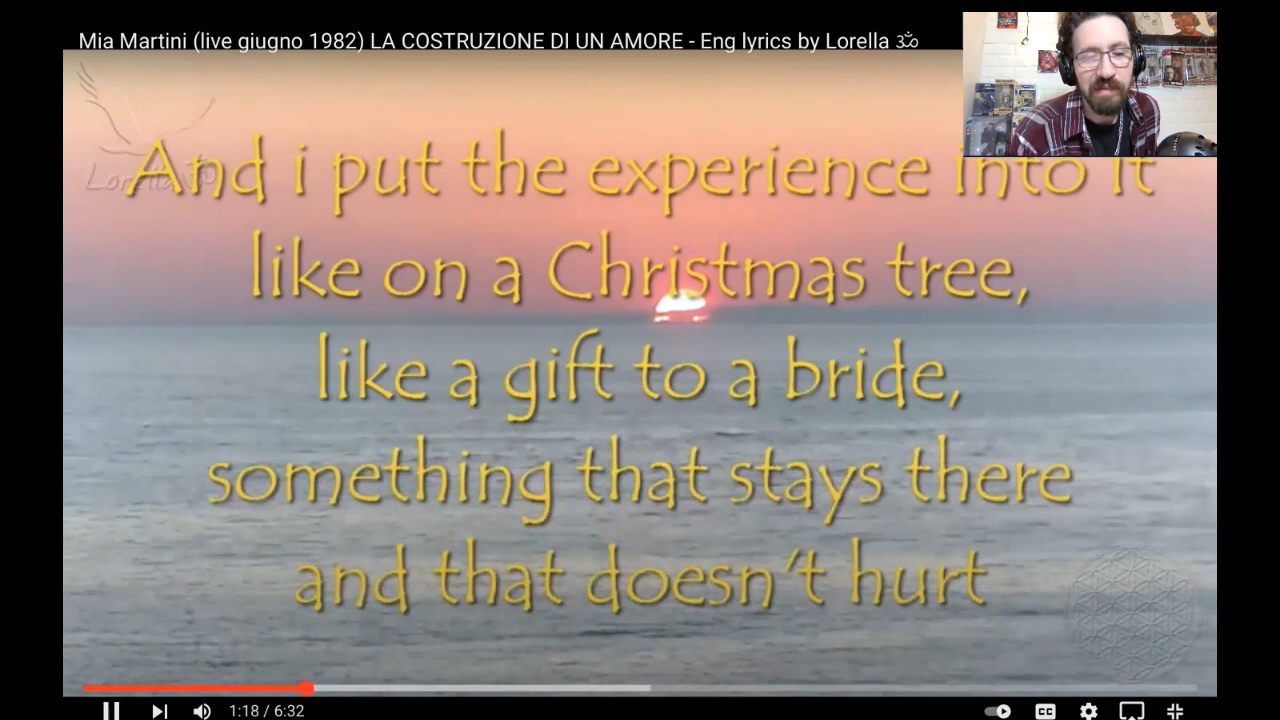 Mia Martini (live giugno 1982) LA COSTRUZIONE DI UN AMORE - Eng lyrics by Lorella ॐ
Lorella ॐ
And i put the experience into it
like on a Christmas tree,
like a gift to a bride,
something that stays there
and that doesn't hurt
1:18 / 6:32
CC